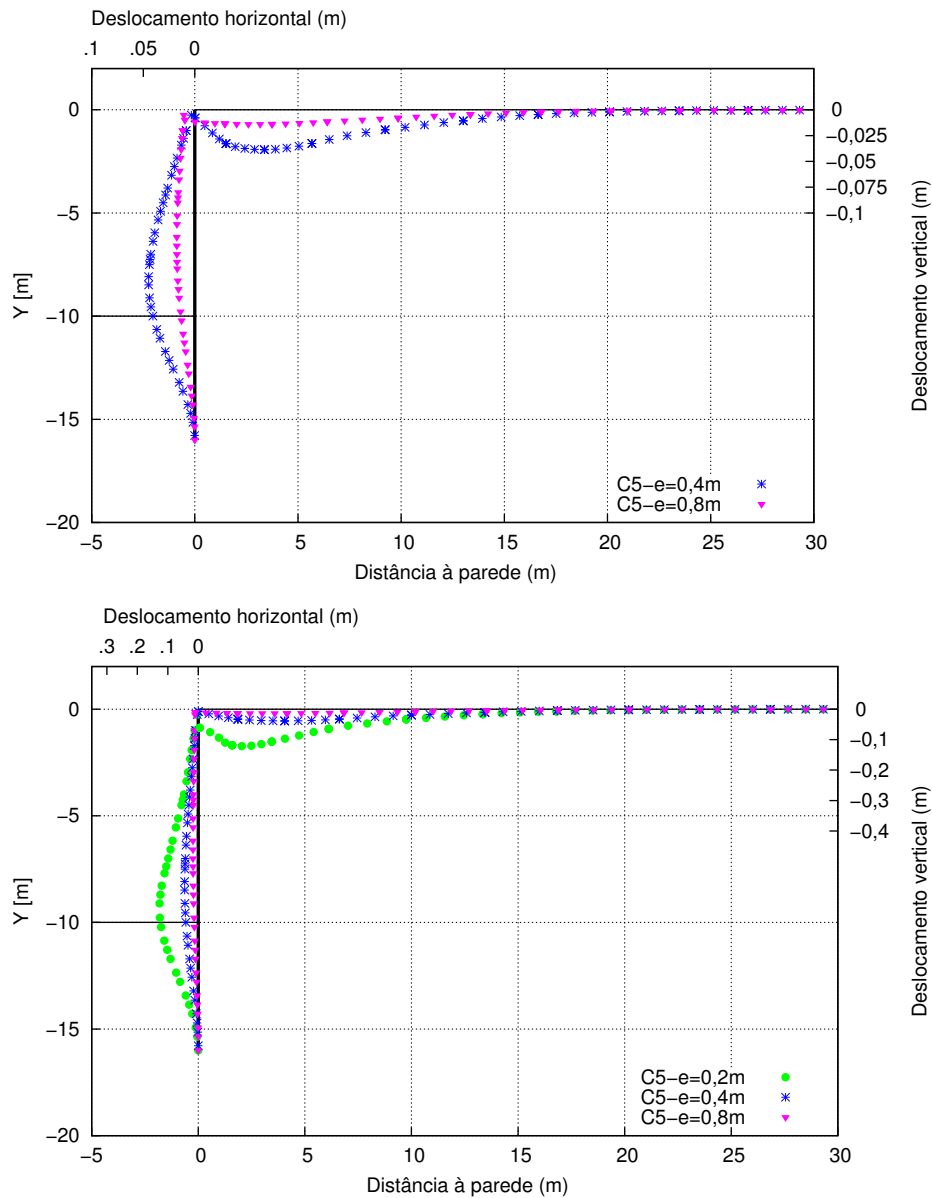 Deslocamento horizontal (m)
.1 .05 0
0
−5
−10
−15
−20
Y [m]
0
−0,025
−0,05
−0,075
−0,1
Deslocamento vertical (m)
C5−e=0,4m
C5−e=0,8m
−5 0 5 10 15 20 25 30
Distância à parede (m)
Deslocamento horizontal (m)
.3 .2 .1 0
0
−5
−10
−15
−20
Y [m]
0
−0,1
−0,2
−0,3
−0,4
Deslocamento vertical (m)
C5−e=0,2m
C5−e=0,4m
C5−e=0,8m
−5 0 5 10 15 20 25 30
Distância à parede (m)